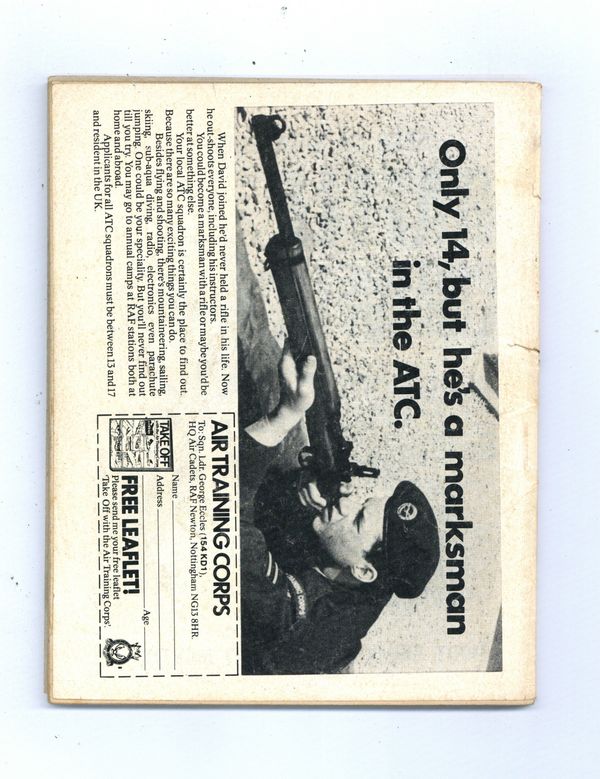 Only 14, but he's a marksman
in the ATC.
When David joined he'd never held a rifle in his life. Now
he out-shoots everyone, including his instructors.
You could become a marksman with a rifle or maybe you'd be
better at something else.
Your local ATC squadron is certainly the place to find out.
Because there are so many exciting things you can do.
Besides flying and shooting, there's mountaineering, sailing,
skiing, sub-aqua diving, radio, electronics even parachute
jumping. One could be your speciality. But you'll never find out
till you try. You may go to annual camps at RAF stations both at
home and abroad.
Applicants for all ATC squadrons must be between 13 and 17
and resident in the UK.
AIR TRAINING CORPS
To: Sqn. Ldr. George Eccles (154 KD1),
HQ Air Cadets, RAF Newton, Nottingham NG13 8HR.
Name
Address
Age
TAKE OFF
FREE LEAFLET!
Please send me your free leaflet
'Take Off with the Air Training Corps'.